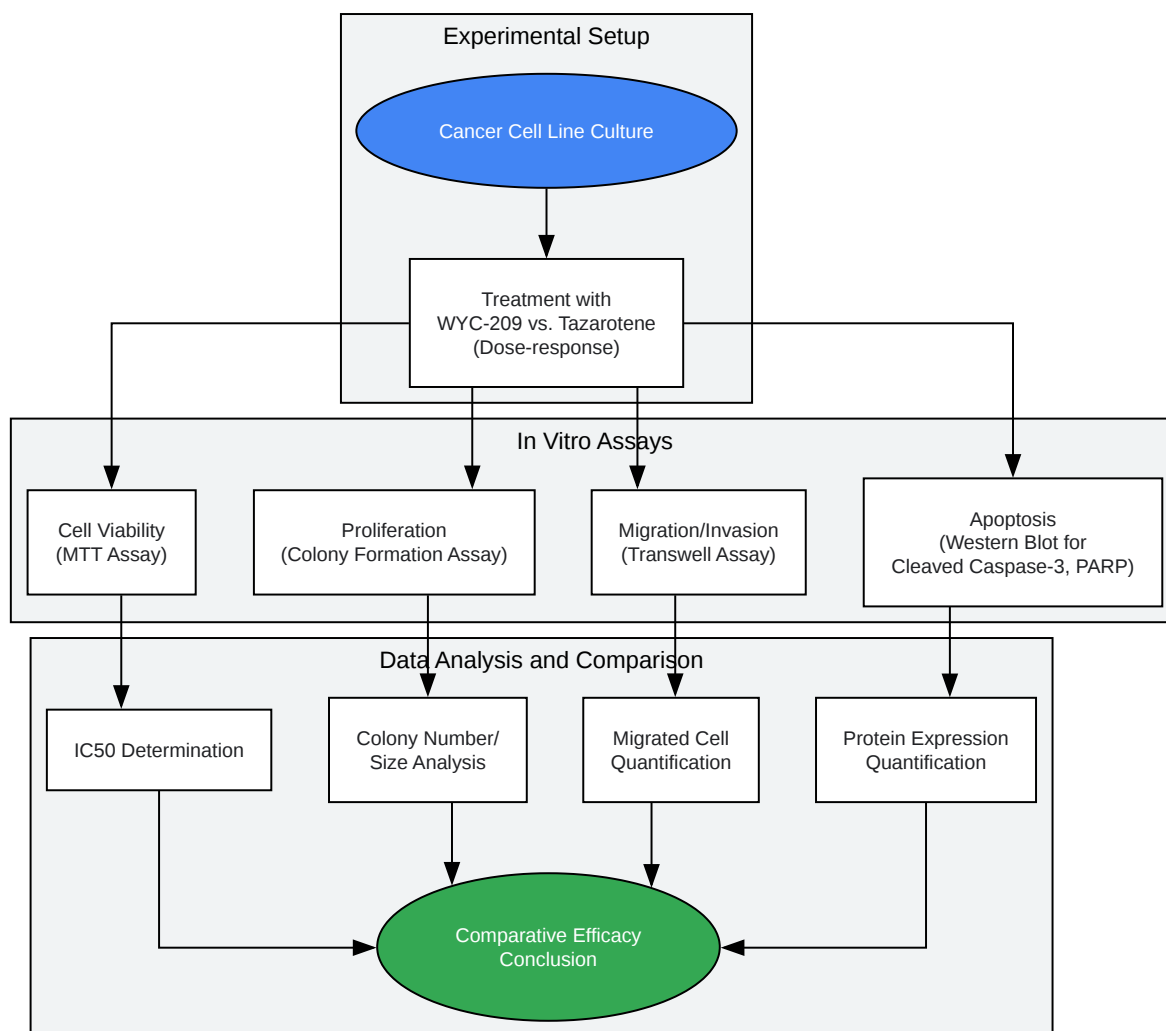 Experimental Setup
Cancer Cell Line Culture
Treatment with
WYC-209 vs. Tazarotene
(Dose-response)
In Vitro Assays
Cell Viability
(MTT Assay)
Proliferation
(Colony Formation Assay)
Migration/Invasion
(Transwell Assay)
Apoptosis
(Western Blot for
Cleaved Caspase-3, PARP)
Data Analysis and Comparison
IC50 Determination
Colony Number/
Size Analysis
Migrated Cell
Quantification
Protein Expression
Quantification
Comparative Efficacy
Conclusion